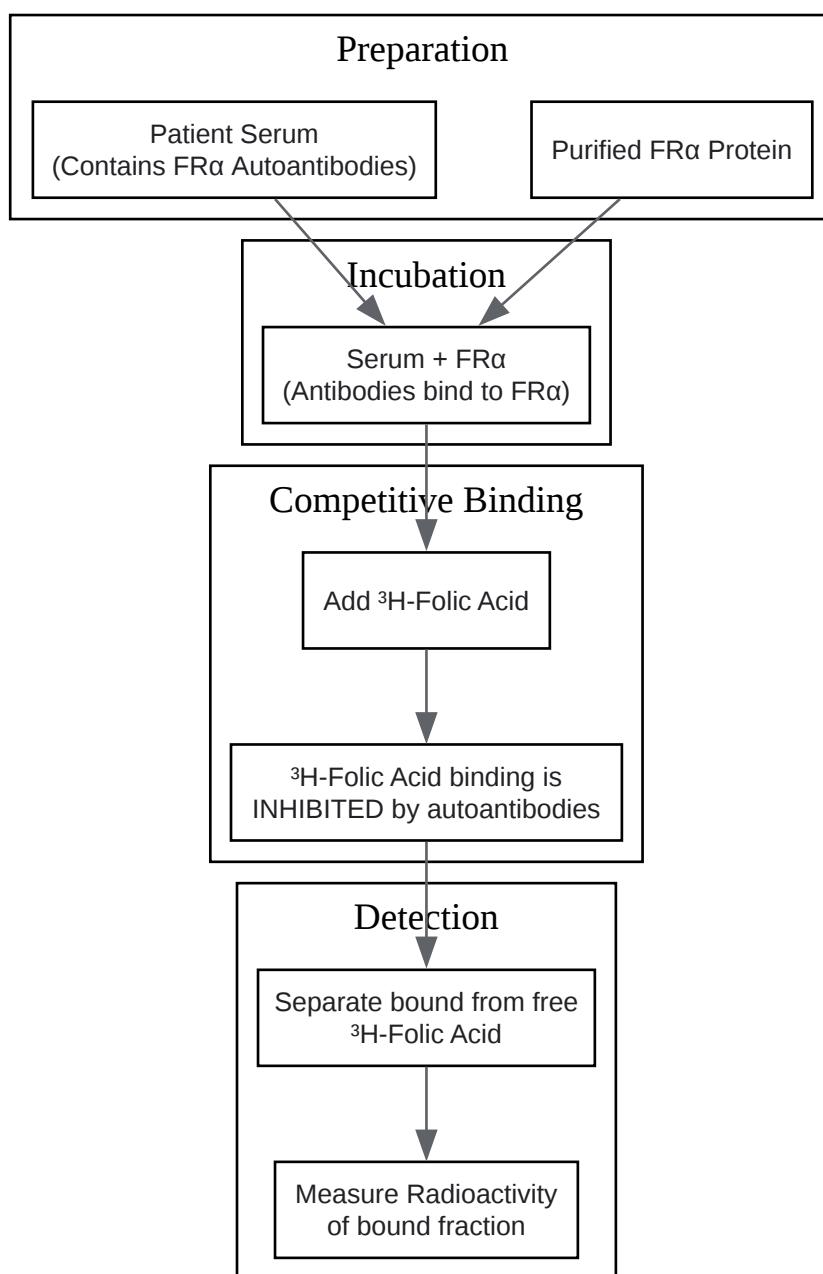 Preparation
Patient Serum
(Contains FRα Autoantibodies)
Purified FRα Protein
Incubation
Serum + FRα
(Antibodies bind to FRα)
Competitive Binding
Add ³H-Folic Acid
³H-Folic Acid binding is
INHIBITED by autoantibodies
Detection
Separate bound from free
³H-Folic Acid
Measure Radioactivity
of bound fraction